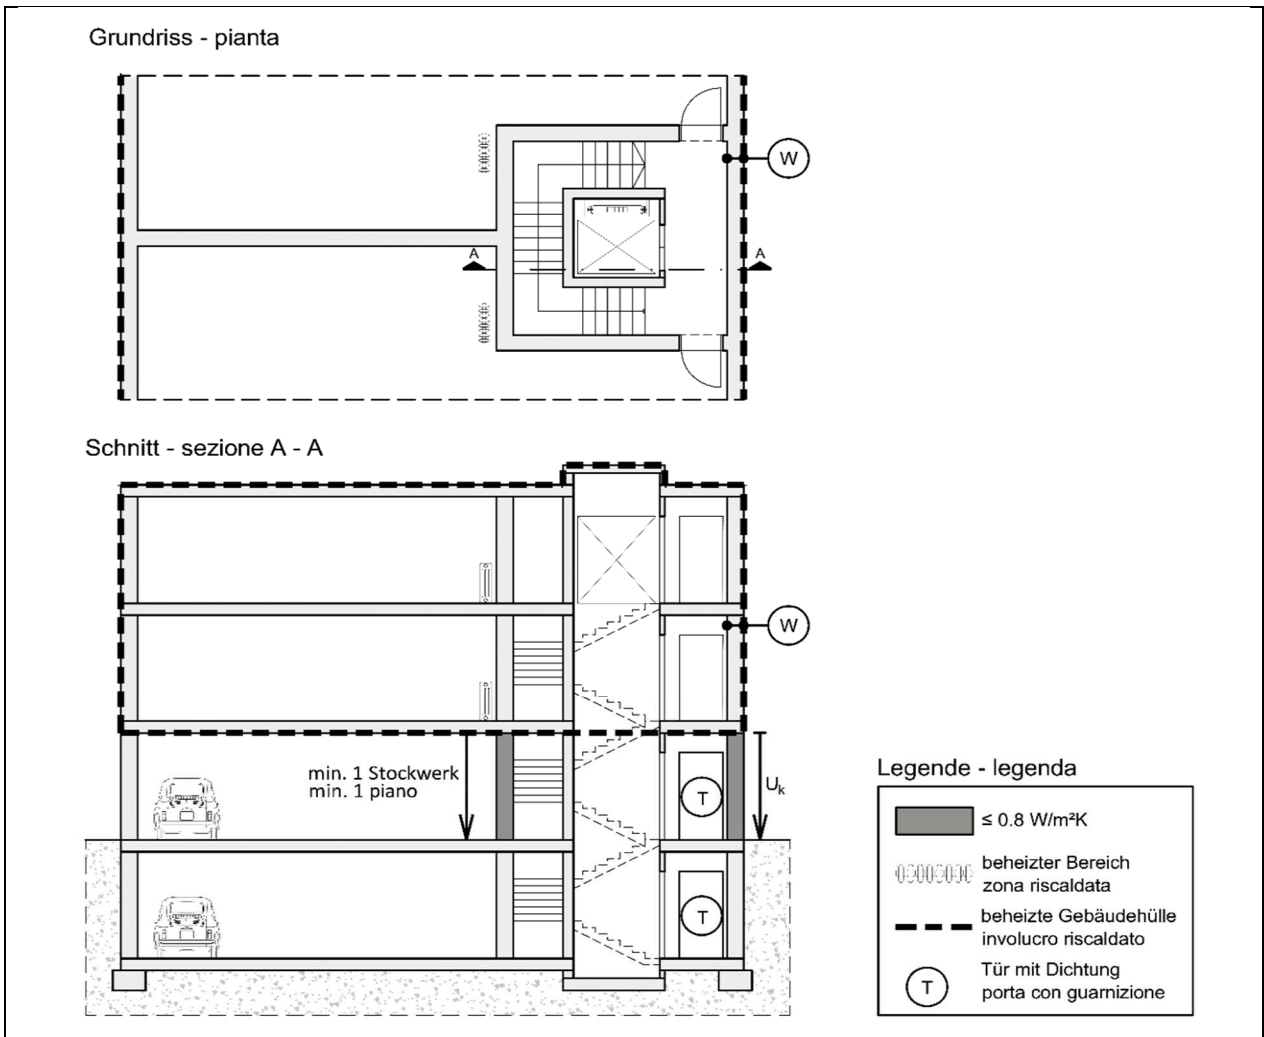 Grundriss - pianta
W
A
A
Schnitt - sezione A - A
W
min. 1 Stockwerk
min. 1 piano
T
Uk
T
Legende - legenda
≤ 0.8 W/m²K
beheizter Bereich
zona riscaldata
beheizte Gebäudehülle
involucro riscaldato
T
Tür mit Dichtung
porta con guarnizione